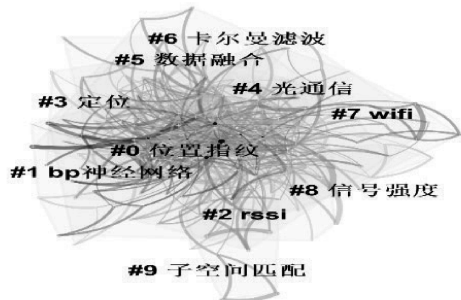 #6 卡尔曼滤波
#5 数据融合
#4 光通信
#3 定位
#7 wifi
#0 位置指纹
#1 bp神经网络
#8 信号强度
#2 rssi
#9 子空间匹配